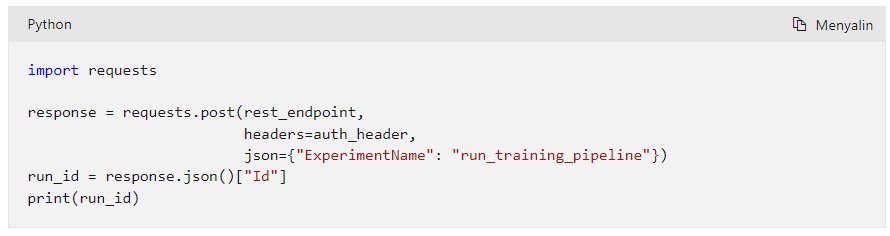 Python
Menyalin
import requests
response = requests.post(rest_endpoint,
                         headers=auth_header,
                         json={"ExperimentName": "run_training_pipeline"})
run_id = response.json()["Id"]
print(run_id)